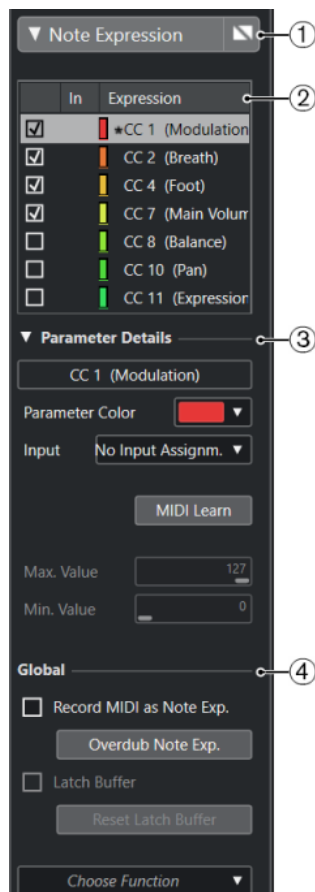 ▼ Note Expression ①
In Expression ②
★CC 1 (Modulation
CC 2 (Breath)
CC 4 (Foot)
CC 7 (Main Volum
CC 8 (Balance)
CC 10 (Pan)
CC 11 (Expression
▼ Parameter Details ③
CC 1 (Modulation)
Parameter Color ▼
Input No Input Assignm. ▼
MIDI Learn
Max. Value 127
Min. Value 0
Global ④
Record MIDI as Note Exp.
Overdub Note Exp.
Latch Buffer
Reset Latch Buffer
Choose Function ▼